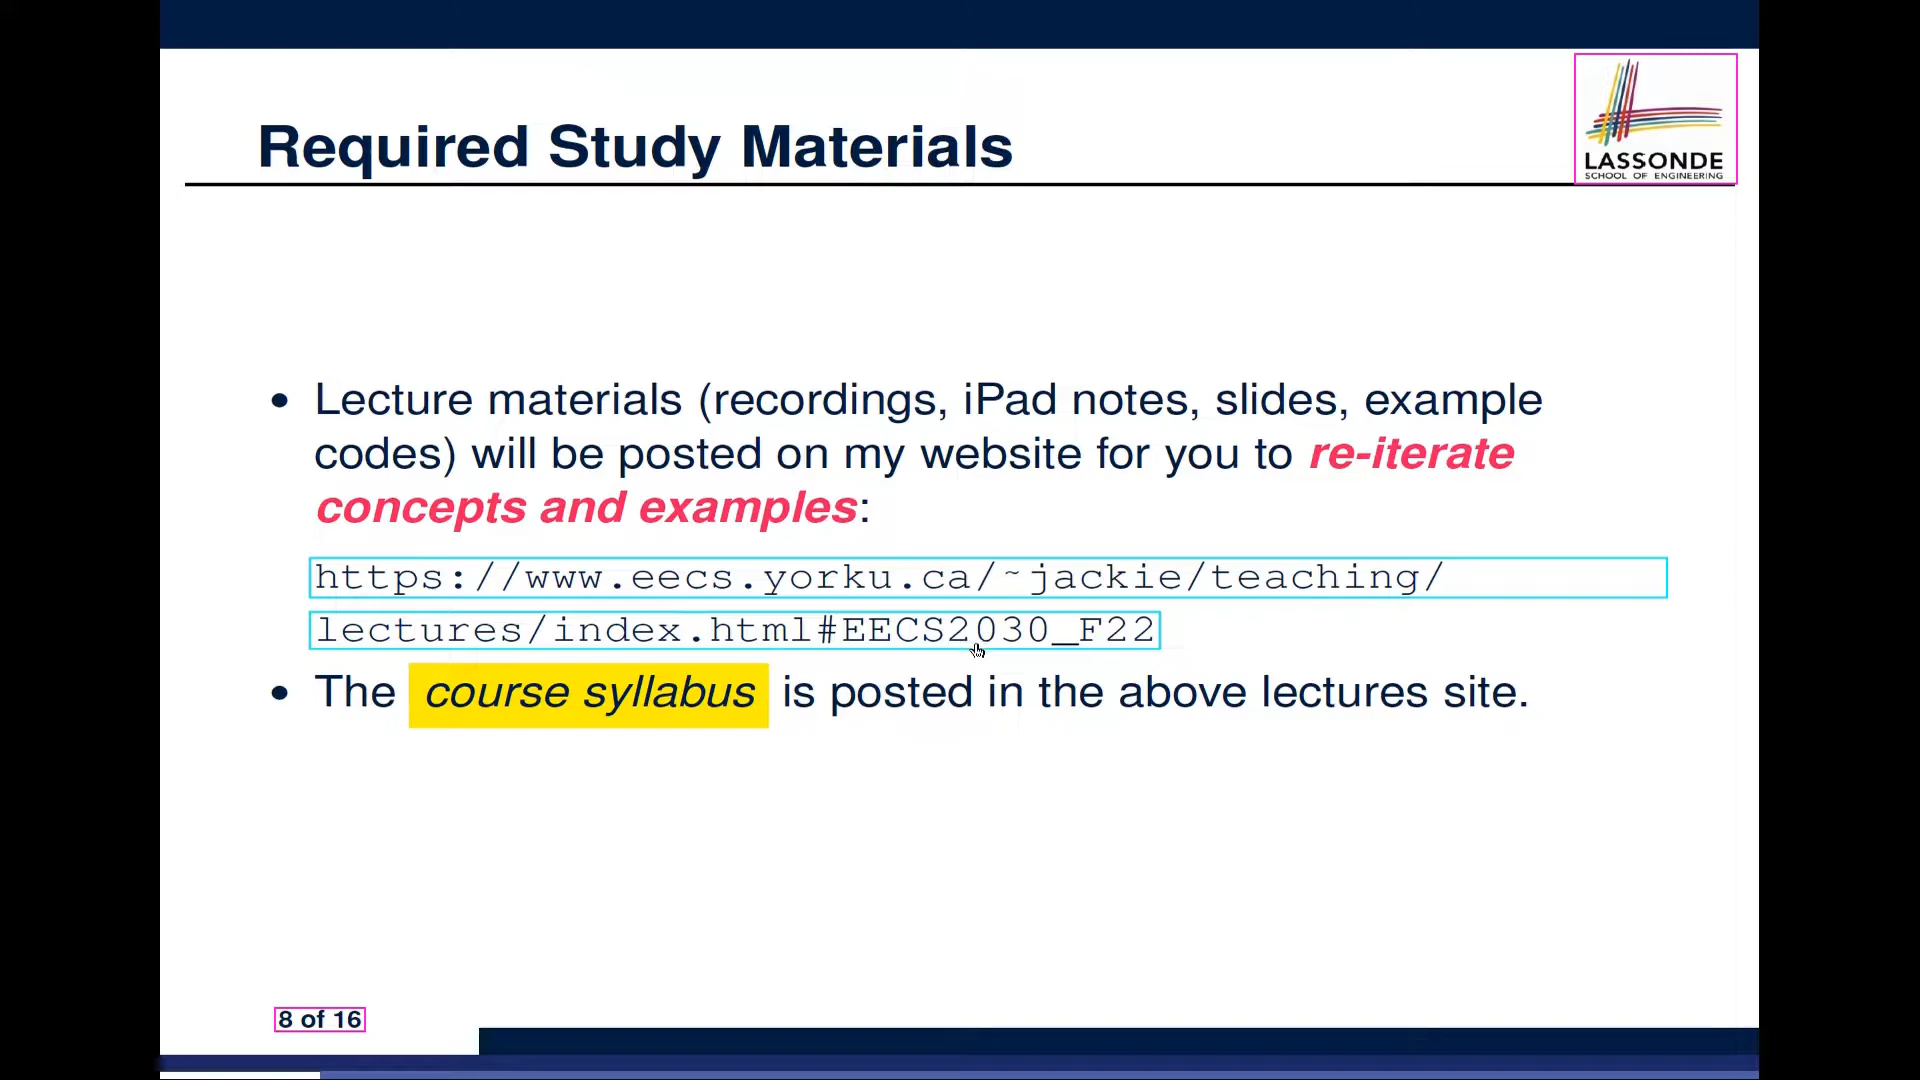 Required Study Materials
LASSONDE
SCHOOL OF ENGINEERING
• Lecture materials (recordings, iPad notes, slides, example
codes) will be posted on my website for you to re-iterate
concepts and examples:
https://www.eecs.yorku.ca/~jackie/teaching/
lectures/index.html#EECS2030_F22
• The course syllabus is posted in the above lectures site.
8 of 16